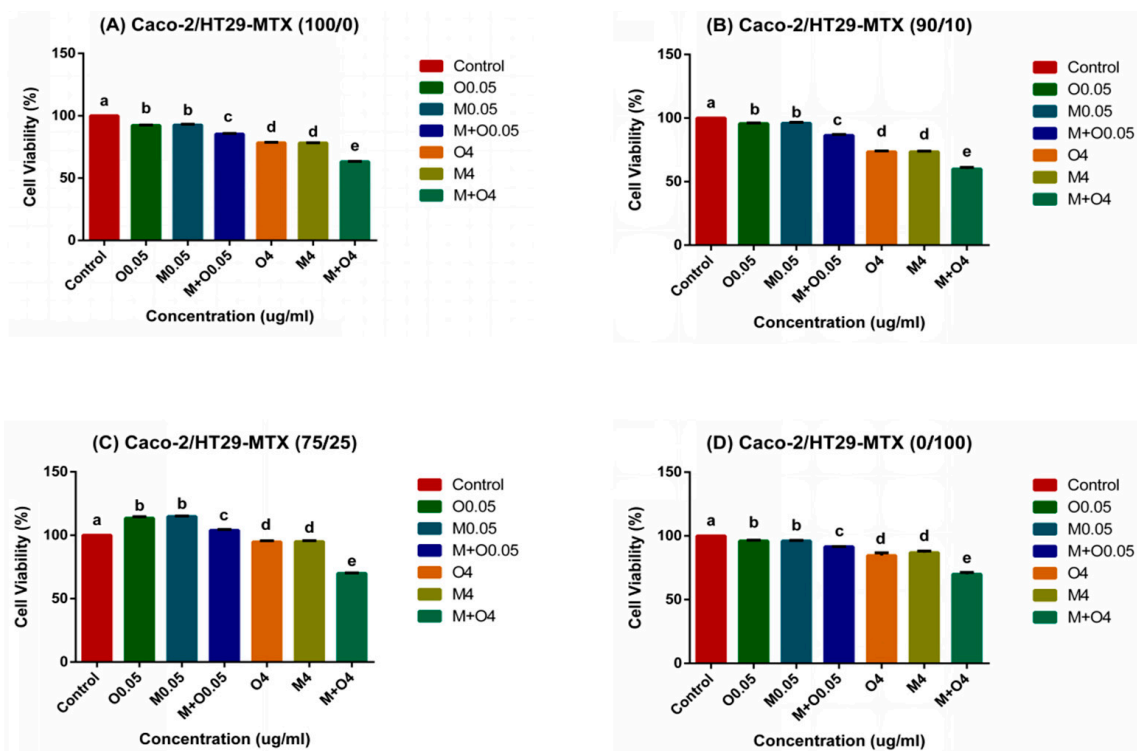 (A) Caco-2/HT29-MTX (100/0)
150
100
50
0
Cell Viability (%)
a b b c d d e
Control O0.05 M0.05 M+O0.05 O4 M4 M+O4
Concentration (ug/ml)
Control
O0.05
M0.05
M+O0.05
O4
M4
M+O4
(B) Caco-2/HT29-MTX (90/10)
150
100
50
0
Cell Viability (%)
a b b c d d e
Control O0.05 M0.05 M+O0.05 O4 M4 M+O4
Concentration (ug/ml)
Control
O0.05
M0.05
M+O0.05
O4
M4
M+O4
(C) Caco-2/HT29-MTX (75/25)
150
100
50
0
Cell Viability (%)
a b b c d d e
Control O0.05 M0.05 M+O0.05 O4 M4 M+O4
Concentration (ug/ml)
Control
O0.05
M0.05
M+O0.05
O4
M4
M+O4
(D) Caco-2/HT29-MTX (0/100)
150
100
50
0
Cell Viability (%)
a b b c d d e
Control O0.05 M0.05 M+O0.05 O4 M4 M+O4
Concentration (ug/ml)
Control
O0.05
M0.05
M+O0.05
O4
M4
M+O4